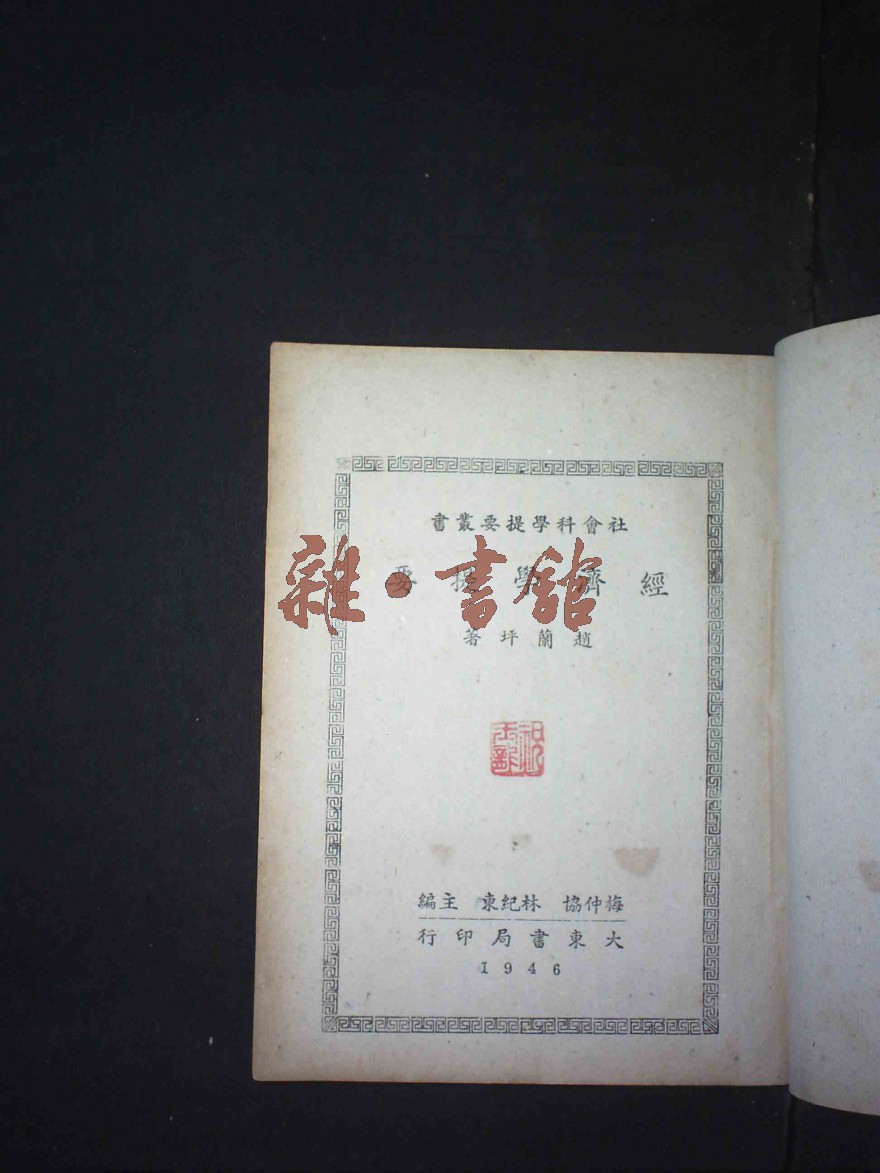 社會科學提要叢書
經濟學提要
趙蘭坪著
雜·書館
梅仲協 林紀東 主編
大東書局印行
1946